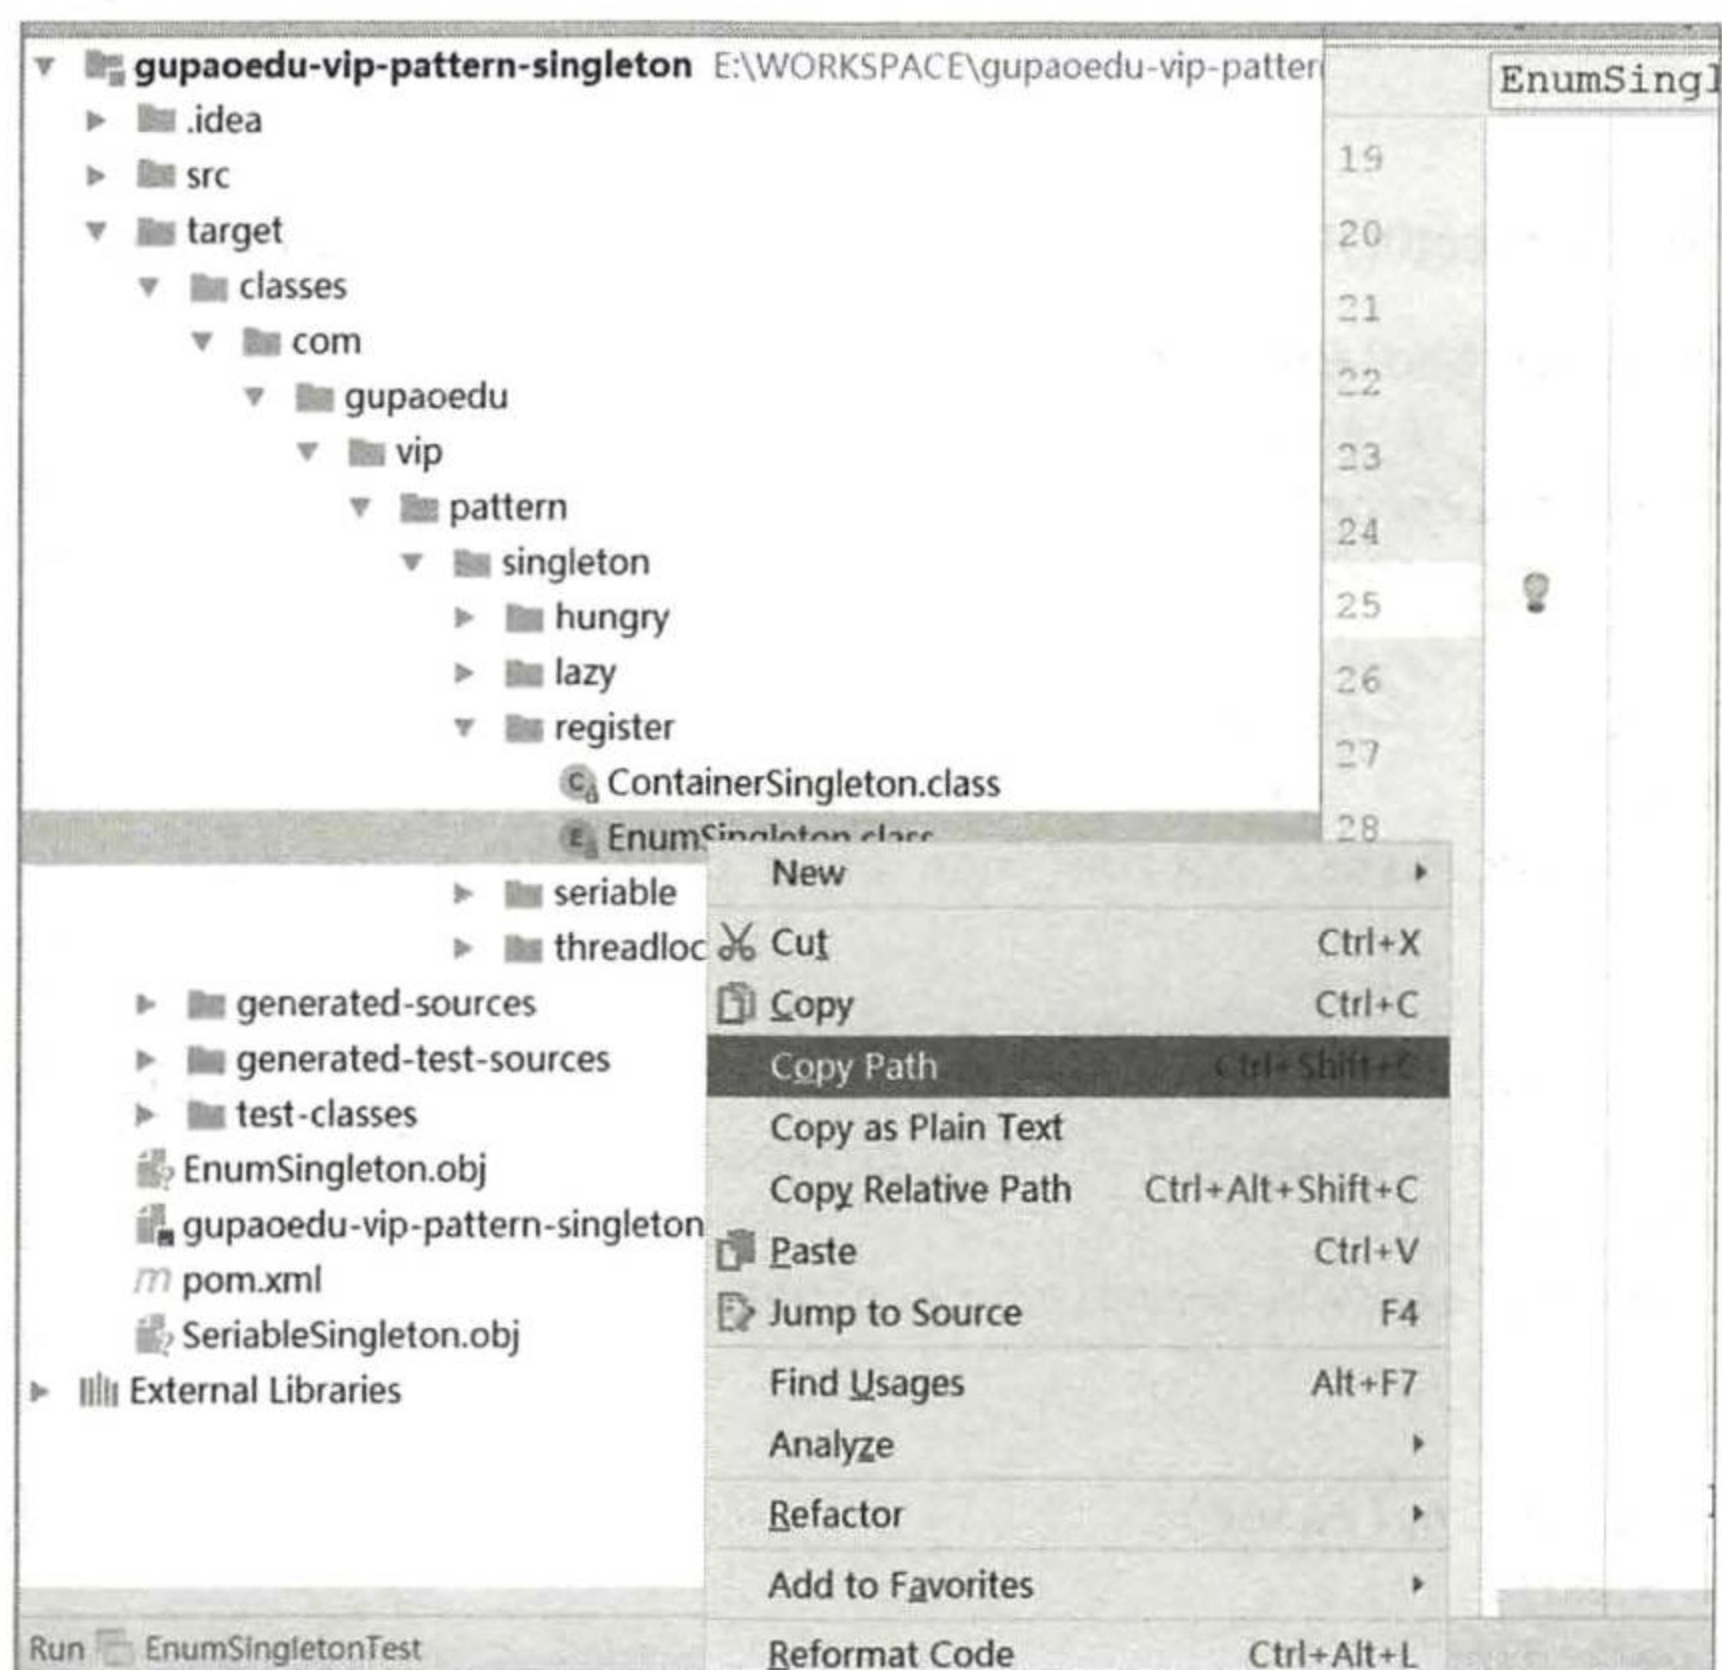 gupaoedu-vip-pattern-singleton E:\WORKSPACE\gupaoedu-vip-patter
.idea
src
target
classes
com
gupaoedu
vip
pattern
singleton
hungry
lazy
register
ContainerSingleton.class
EnumSingleton.class
seriable
threadloc
generated-sources
generated-test-sources
test-classes
EnumSingleton.obj
gupaoedu-vip-pattern-singleton
pom.xml
SeriableSingleton.obj
External Libraries
Run EnumSingletonTest
New
Cut Ctrl+X
Copy Ctrl+C
Copy Path Ctrl+Shift+C
Copy as Plain Text
Copy Relative Path Ctrl+Alt+Shift+C
Paste Ctrl+V
Jump to Source F4
Find Usages Alt+F7
Analyze
Refactor
Add to Favorites
Reformat Code Ctrl+Alt+L
EnumSingl
19
20
21
22
23
24
25
26
27
28